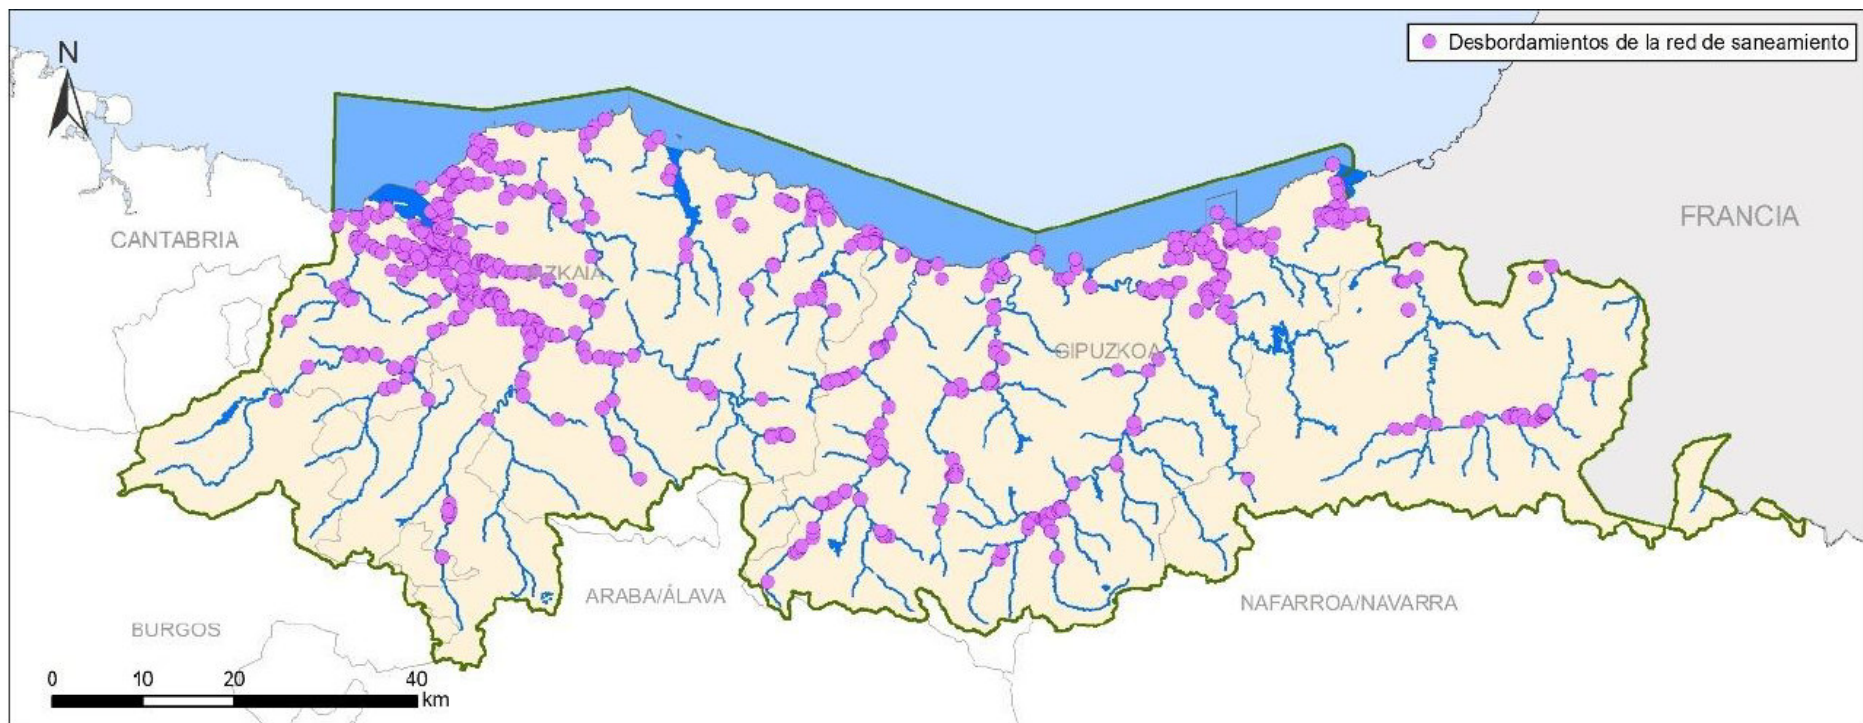 N
Desbordamientos de la red de saneamiento
FRANCIA
CANTABRIA
BIZKAIA
GIPUZKOA
ARABA/ÁLAVA
NAFARROA/NAVARRA
BURGOS
0 10 20 40
km